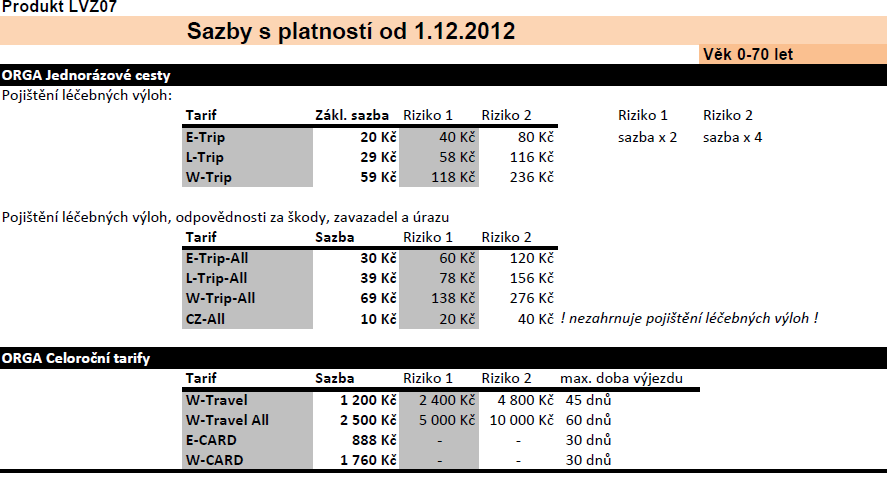 Produkt LVZ07
Sazby s platností od 1.12.2012
Věk 0-70 let
ORGA Jednorázové cesty
Pojištění léčebných výloh:
Tarif Zákl. sazba Riziko 1 Riziko 2 Riziko 1 Riziko 2
E-Trip 20 Kč 40 Kč 80 Kč sazba x 2 sazba x 4
L-Trip 29 Kč 58 Kč 116 Kč
W-Trip 59 Kč 118 Kč 236 Kč
Pojištění léčebných výloh, odpovědnosti za škody, zavazadel a úrazu
Tarif Sazba Riziko 1 Riziko 2
E-Trip-All 30 Kč 60 Kč 120 Kč
L-Trip-All 39 Kč 78 Kč 156 Kč
W-Trip-All 69 Kč 138 Kč 276 Kč
CZ-All 10 Kč 20 Kč 40 Kč ! nezahrnuje pojištění léčebných výloh !
ORGA Celoroční tarify
Tarif Sazba Riziko 1 Riziko 2 max. doba výjezdu
W-Travel 1 200 Kč 2 400 Kč 4 800 Kč 45 dnů
W-Travel All 2 500 Kč 5 000 Kč 10 000 Kč 60 dnů
E-CARD 888 Kč - - 30 dnů
W-CARD 1 760 Kč - - 30 dnů